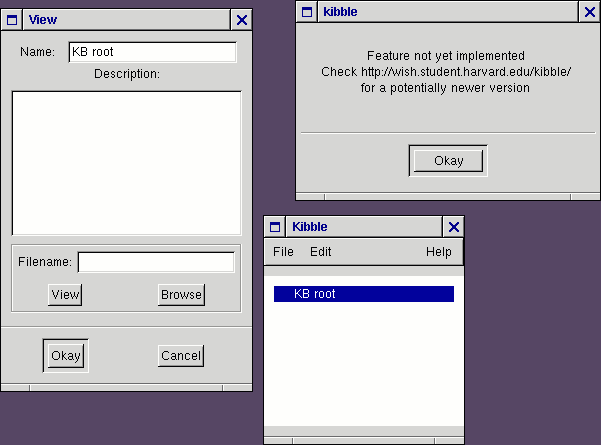 View
Name: KB root
Description:
Filename:
View Browse
Okay Cancel
kibble
Feature not yet implemented
Check http://wish.student.harvard.edu/kibble/
for a potentially newer version
Okay
Kibble
File Edit Help
KB root